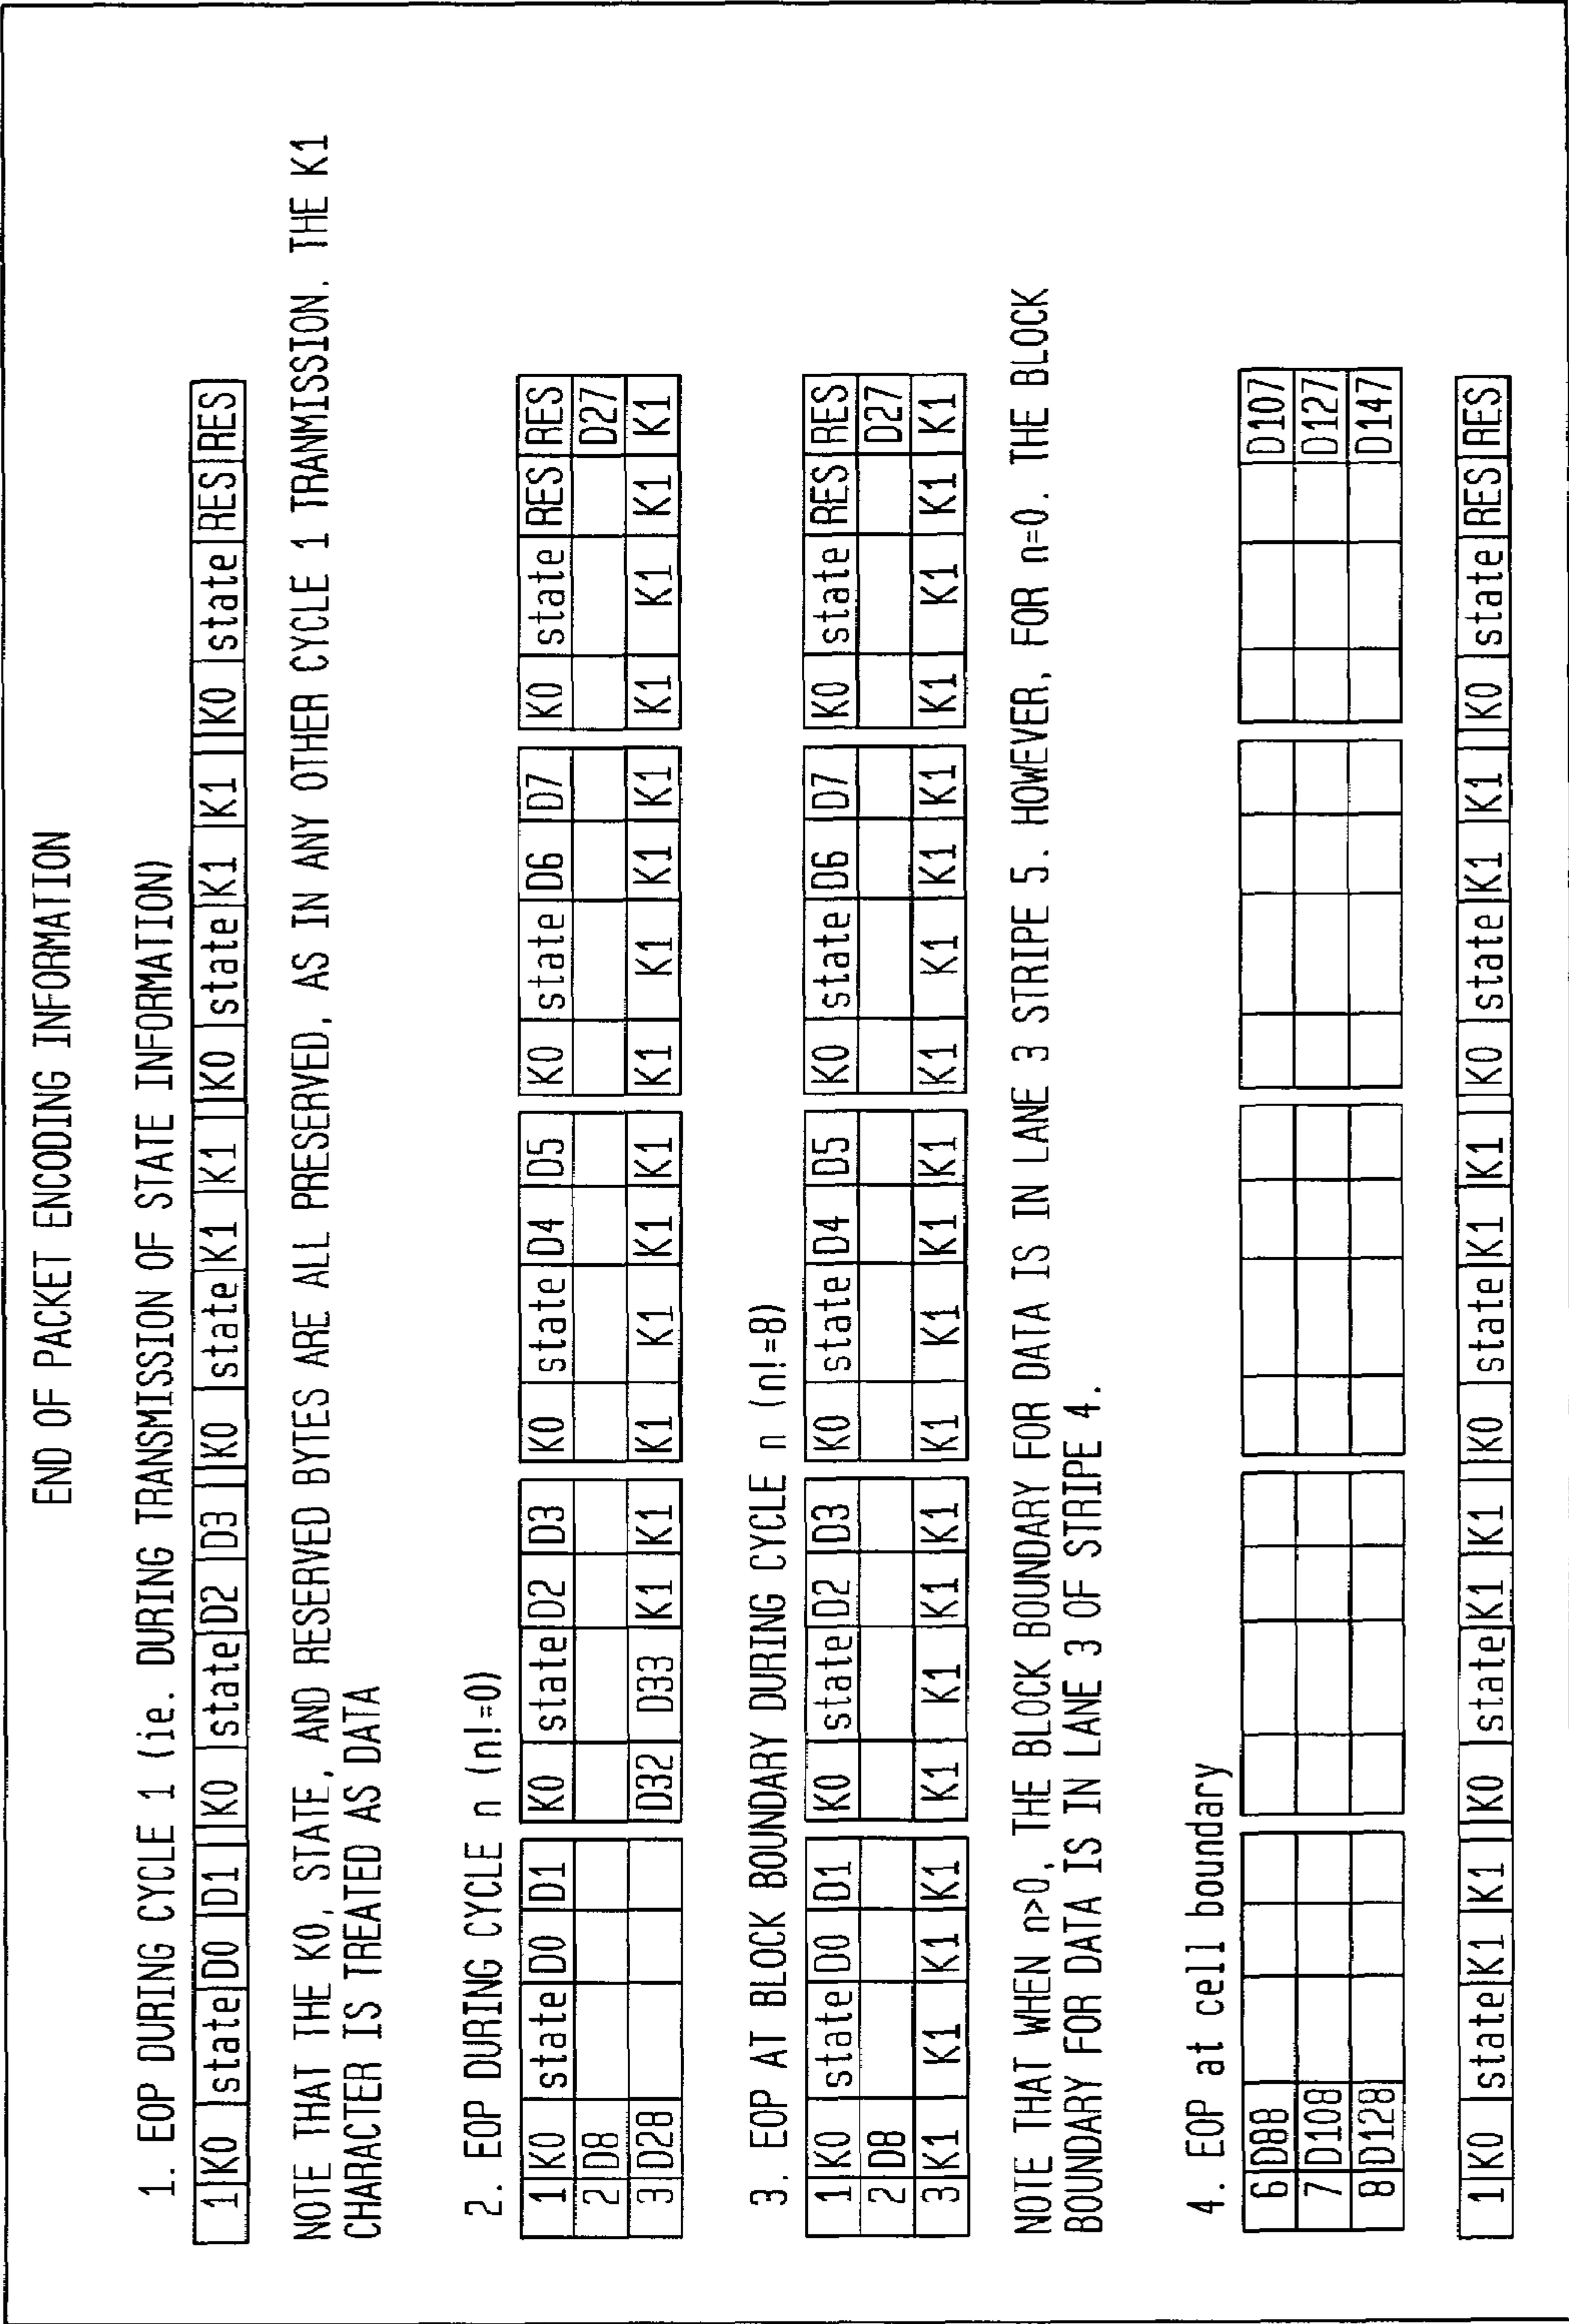 END OF PACKET ENCODING INFORMATION
1. EOP DURING CYCLE 1 (ie. DURING TRANSMISSION OF STATE INFORMATION)
1 K0 state D0 D1 K0 state D2 D3 K0 state K1 K1 K0 state K1 K1 K0 state RES RES
NOTE THAT THE K0, STATE, AND RESERVED BYTES ARE ALL PRESERVED, AS IN ANY OTHER CYCLE 1 TRANMISSION. THE K1
CHARACTER IS TREATED AS DATA
2. EOP DURING CYCLE n (n!=0)
1 K0 state D0 D1 K0 state D2 D3 K0 state D4 D5 K0 state D6 D7 K0 state RES RES
2 D8 D27
3 D28 D32 D33 K1 K1 K1 K1 K1 K1 K1 K1 K1 K1 K1 K1 K1 K1
3. EOP AT BLOCK BOUNDARY DURING CYCLE n (n!=8)
1 K0 state D0 D1 K0 state D2 D3 K0 state D4 D5 K0 state D6 D7 K0 state RES RES
2 D8 D27
3 K1 K1 K1 K1 K1 K1 K1 K1 K1 K1 K1 K1 K1 K1 K1 K1 K1 K1 K1 K1
NOTE THAT WHEN n>0, THE BLOCK BOUNDARY FOR DATA IS IN LANE 3 STRIPE 5. HOWEVER, FOR n=0. THE BLOCK
BOUNDARY FOR DATA IS IN LANE 3 OF STRIPE 4.
4. EOP at cell boundary
6 D88 D107
7 D108 D127
8 D128 D147
1 K0 state K1 K1 K0 state K1 K1 K0 state K1 K1 K0 state K1 K1 K0 state RES RES